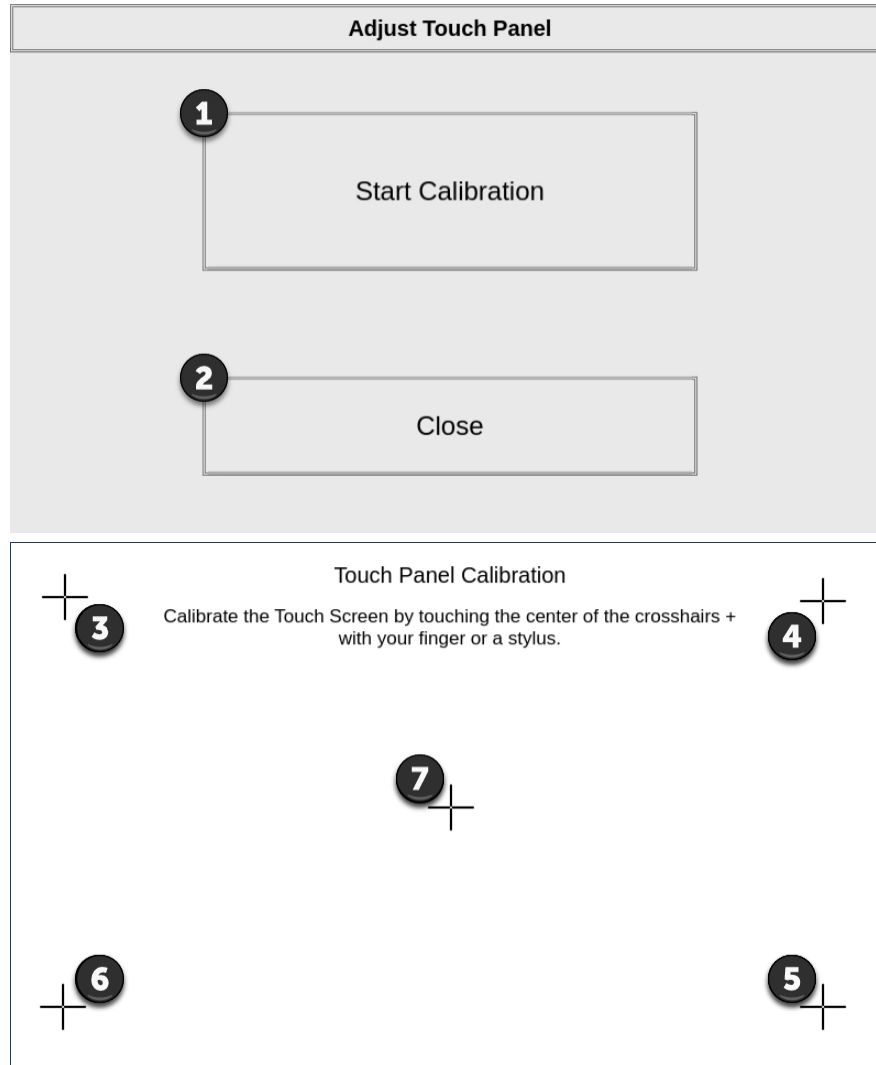 Adjust Touch Panel
1
Start Calibration
2
Close
Touch Panel Calibration
Calibrate the Touch Screen by touching the center of the crosshairs +
with your finger or a stylus.
3
4
7
6
5